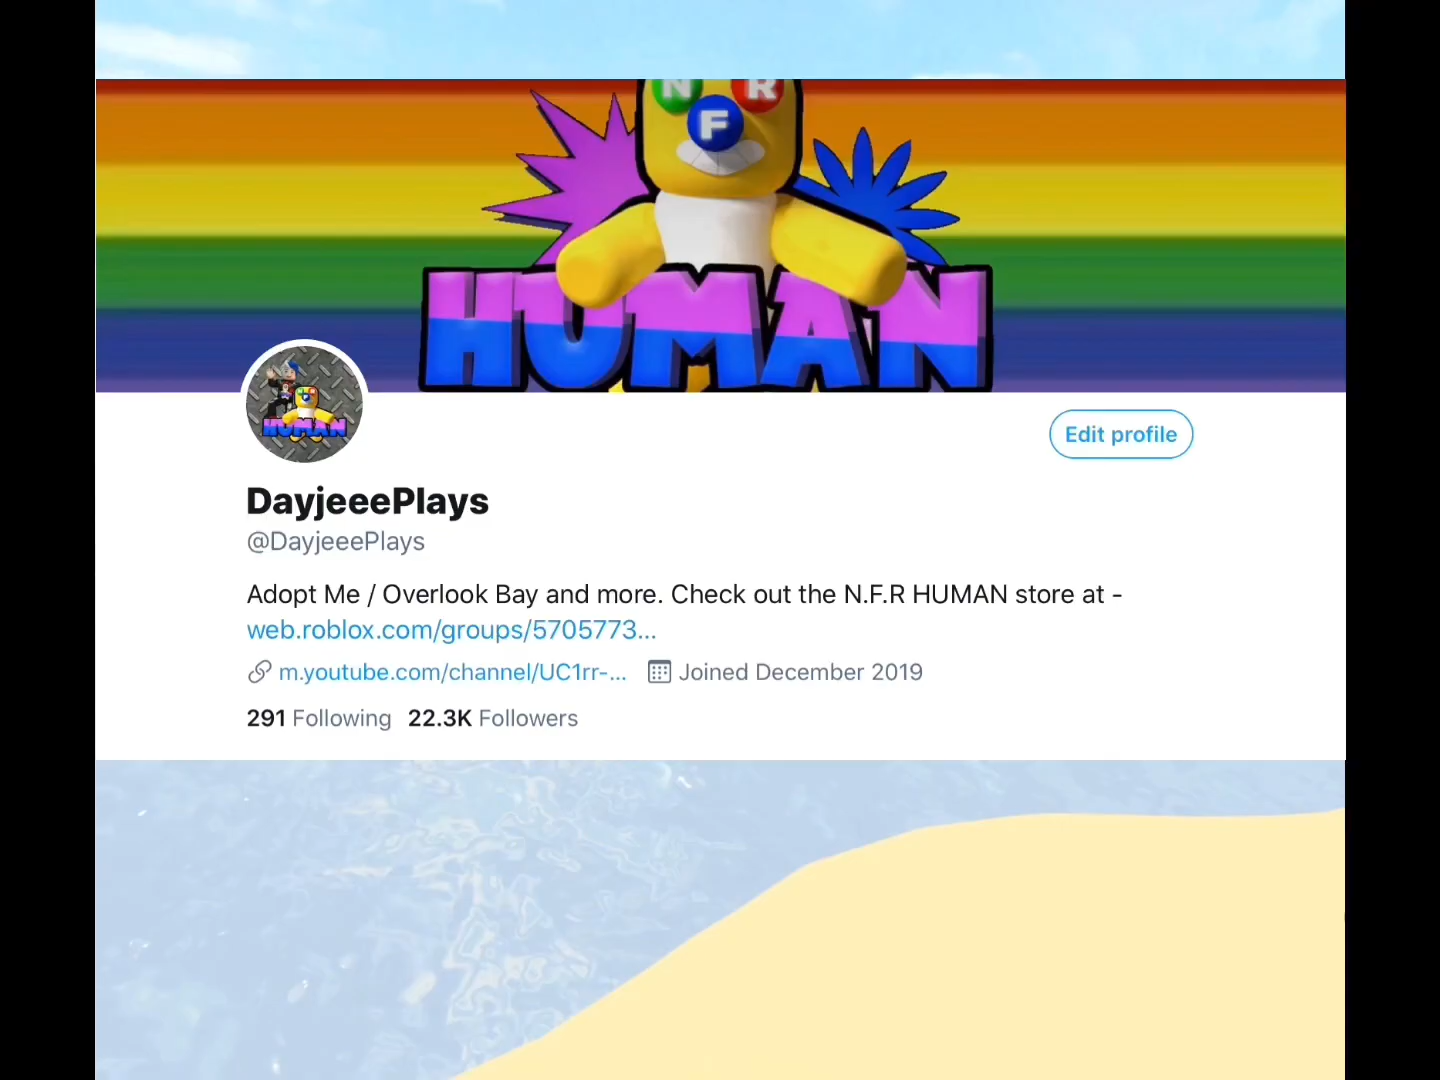 N R
F
HUMAN
HUMAN
Edit profile
DayjeeePlays
@DayjeeePlays
Adopt Me / Overlook Bay and more. Check out the N.F.R HUMAN store at -
web.roblox.com/groups/5705773...
m.youtube.com/channel/UC1rr-... Joined December 2019
291 Following 22.3K Followers